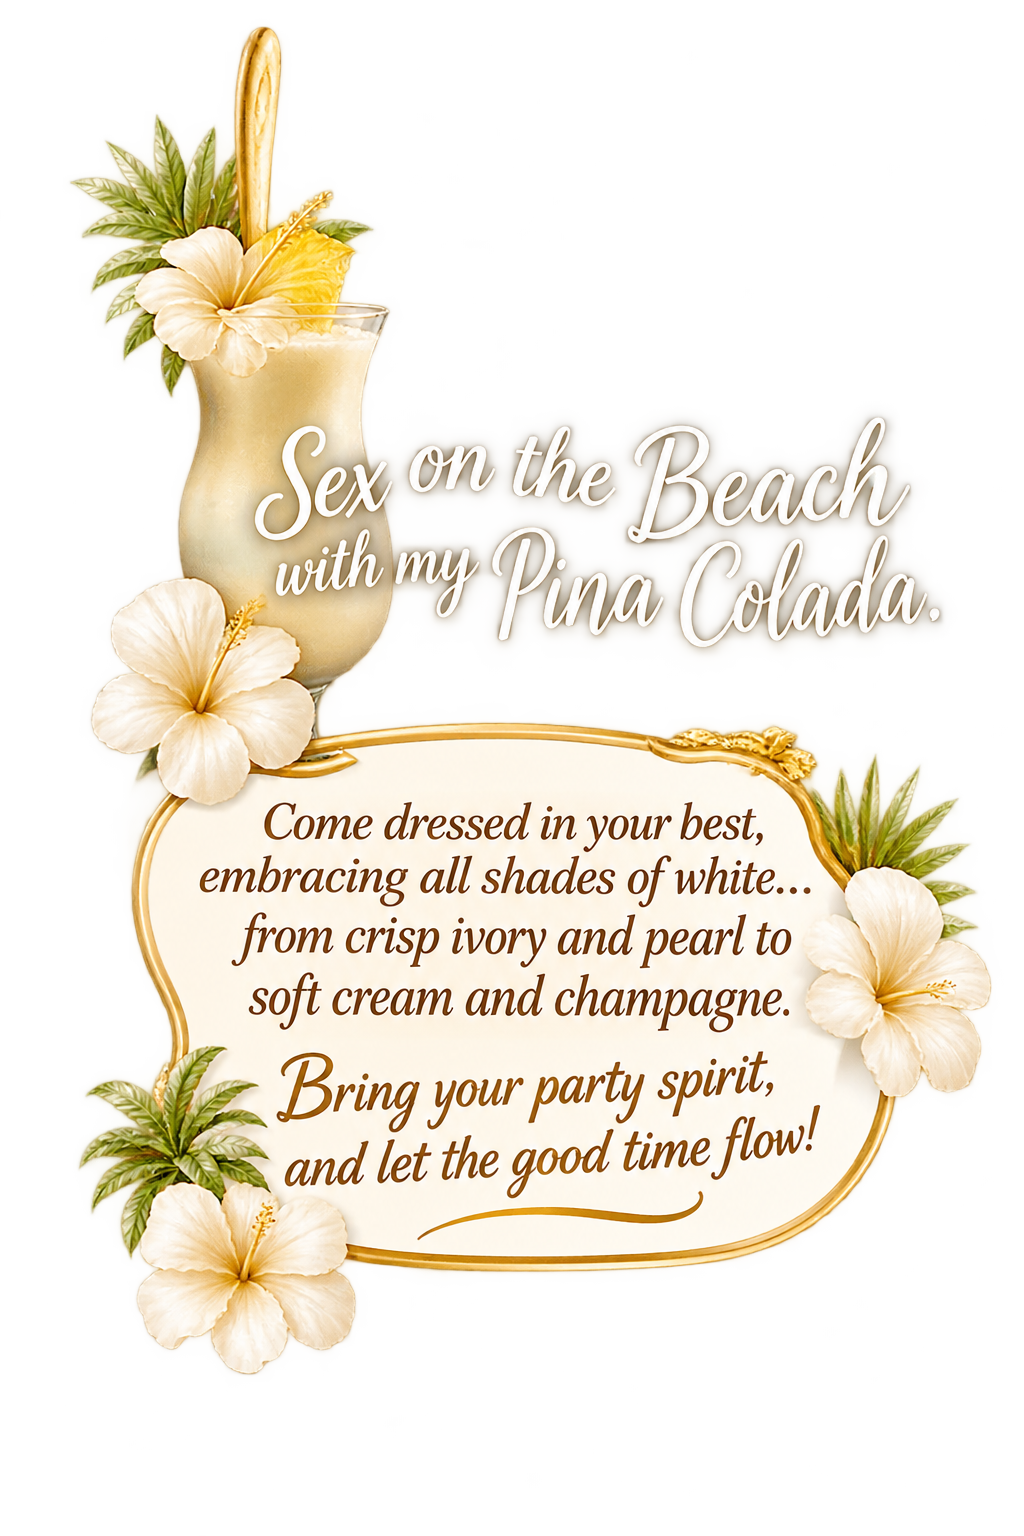 Sex on the Beach
with my Pina Colada.
Come dressed in your best,
embracing all shades of white...
from crisp ivory and pearl to
soft cream and champagne.
Bring your party spirit,
and let the good time flow!